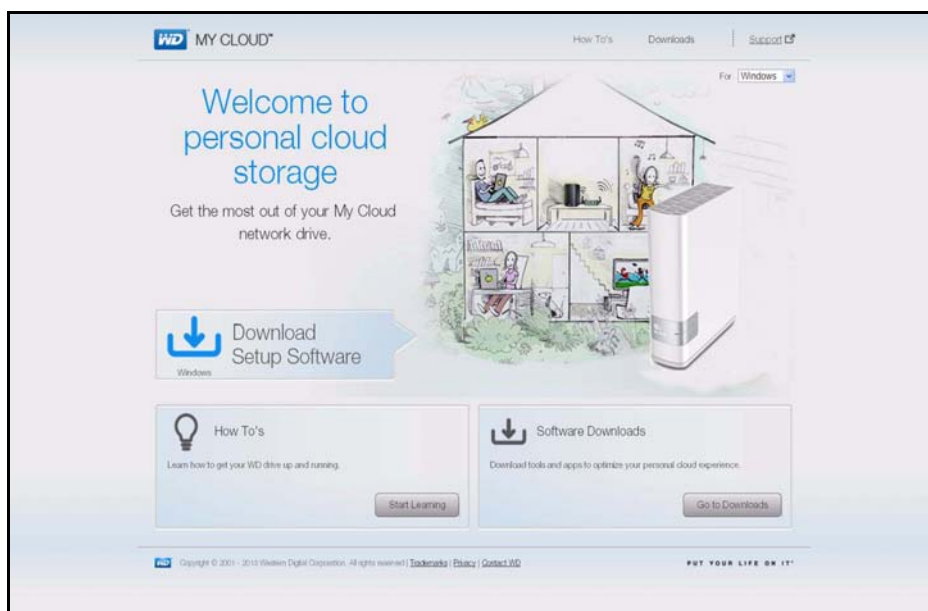 WD MY CLOUD™
How To's Downloads | Support
For Windows
Welcome to
personal cloud
storage
Get the most out of your My Cloud
network drive.
Download
Setup Software
Windows
How To's
Learn how to get your WD drive up and running.
Start Learning
Software Downloads
Download tools and apps to optimize your personal cloud experience.
Go to Downloads
WD Copyright © 2001 - 2013 Western Digital Corporation. All rights reserved | Trademarks | Privacy | Contact WD
PUT YOUR LIFE ON IT™